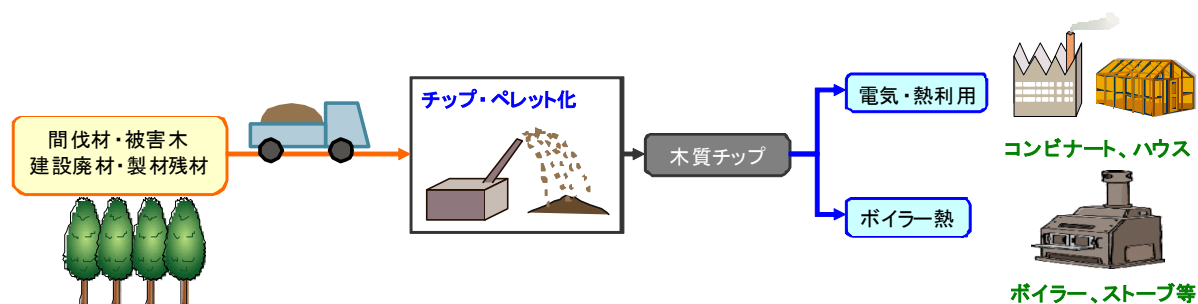 間伐材・被害木
建設廃材・製材残材
チップ・ペレット化
木質チップ
電気・熱利用
ボイラー熱
コンビナート、ハウス
ボイラー、ストーブ等